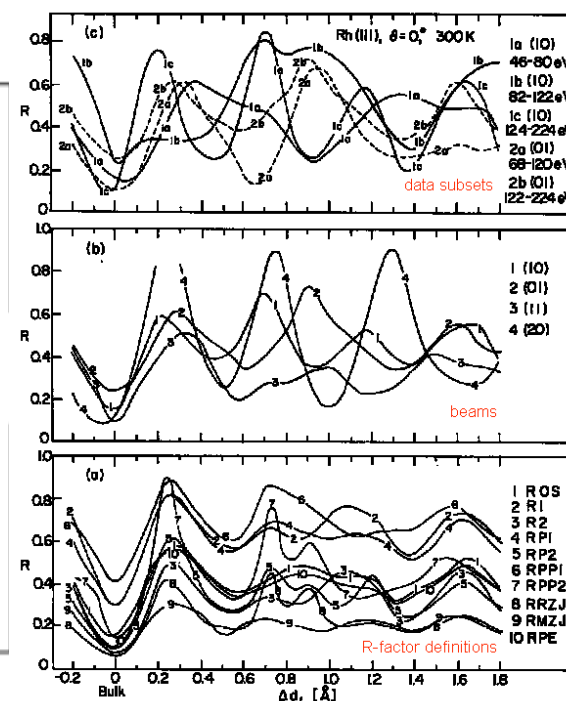 (c)
Rh(111), θ=0,° 300K
1a (10)
46-80eV
1b (10)
82-122eV
1c (10)
124-224eV
2a (01)
68-120eV
2b (01)
122-224eV
data subsets
R
0.8
0.6
0.4
0.2
0
(b)
1 (10)
2 (01)
3 (11)
4 (20)
beams
R
1.0
0.8
0.6
0.4
0.2
0
(a)
1 ROS
2 R1
3 R2
4 RP1
5 RP2
6 RPP1
7 RPP2
8 RRZJ
9 RMZJ
10 RPE
R-factor definitions
R
1.0
0.8
0.6
0.4
0.2
0
-0.2 0 0.2 0.4 0.6 0.8 1.0 1.2 1.4 1.6 1.8
Bulk
[Å]